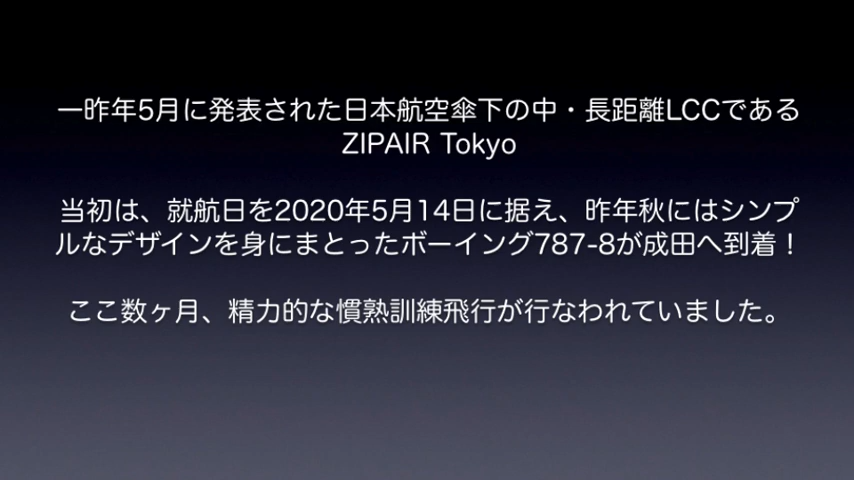 一昨年5月に発表された日本航空傘下の中・長距離LCCである
ZIPAIR Tokyo
当初は、就航日を2020年5月14日に据え、昨年秋にはシンプ
ルなデザインを身にまとったボーイング787-8が成田へ到着！
ここ数ヶ月、精力的な慣熟訓練飛行が行なわれていました。